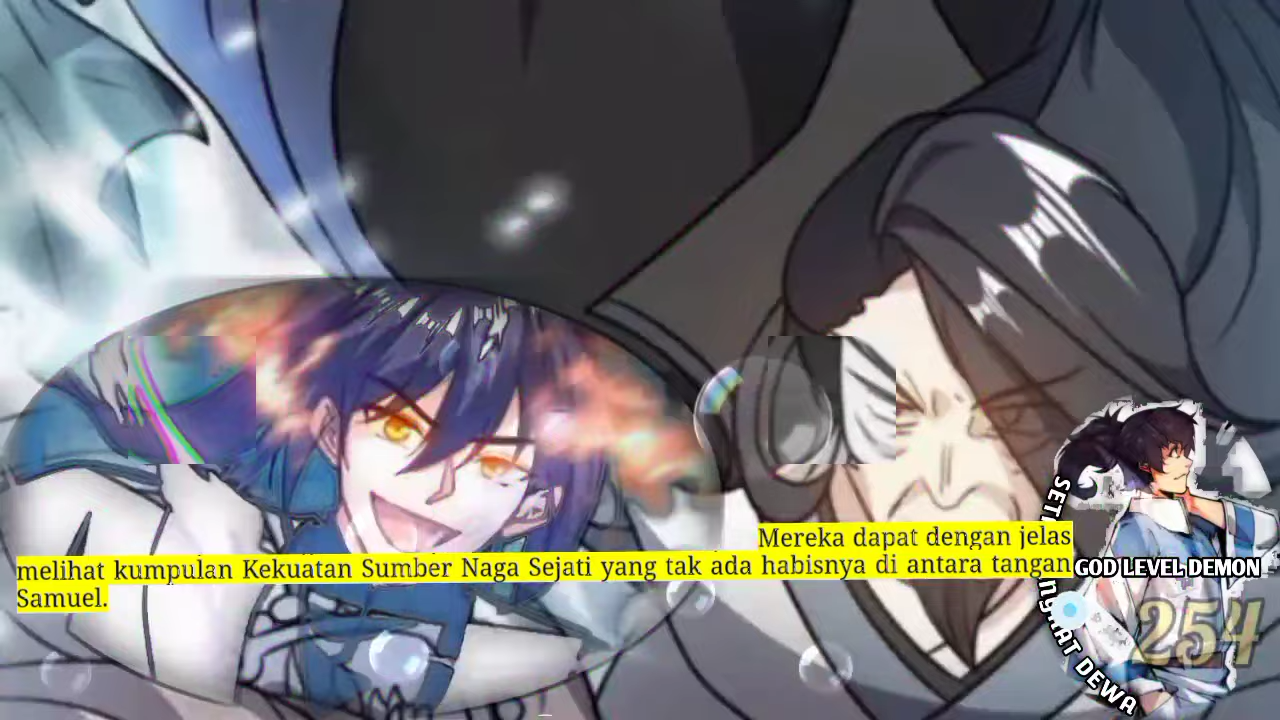 Mereka dapat dengan jelas
melihat kumpulan Kekuatan Sumber Naga Sejati yang tak ada habisnya di antara tangan
Samuel.
GOD LEVEL DEMON
254
DEWA